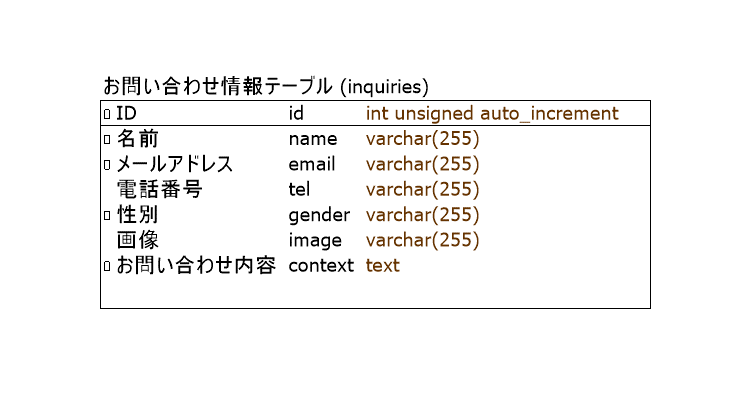 お問い合わせ情報テーブル (inquiries)
ID id int unsigned auto_increment
名前 name varchar(255)
メールアドレス email varchar(255)
電話番号 tel varchar(255)
性別 gender varchar(255)
画像 image varchar(255)
お問い合わせ内容 context text